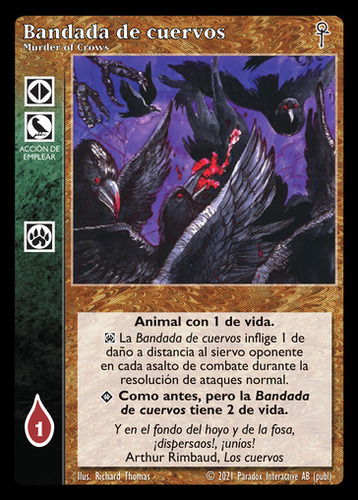 Bandada de cuervos
Murder of Crows
ACCIÓN DE
EMPLEAR
Animal con 1 de vida.
La Bandada de cuervos inflige 1 de
daño a distancia al siervo oponente
en cada asalto de combate durante la
resolución de ataques normal.
Como antes, pero la Bandada
de cuervos tiene 2 de vida.
Y en el fondo del hoyo y de la fosa,
¡dispersaos!, ¡uníos!
Arthur Rimbaud, Los cuervos
1
Ilus. Richard Thomas
© 2021 Paradox Interactive AB (publ)